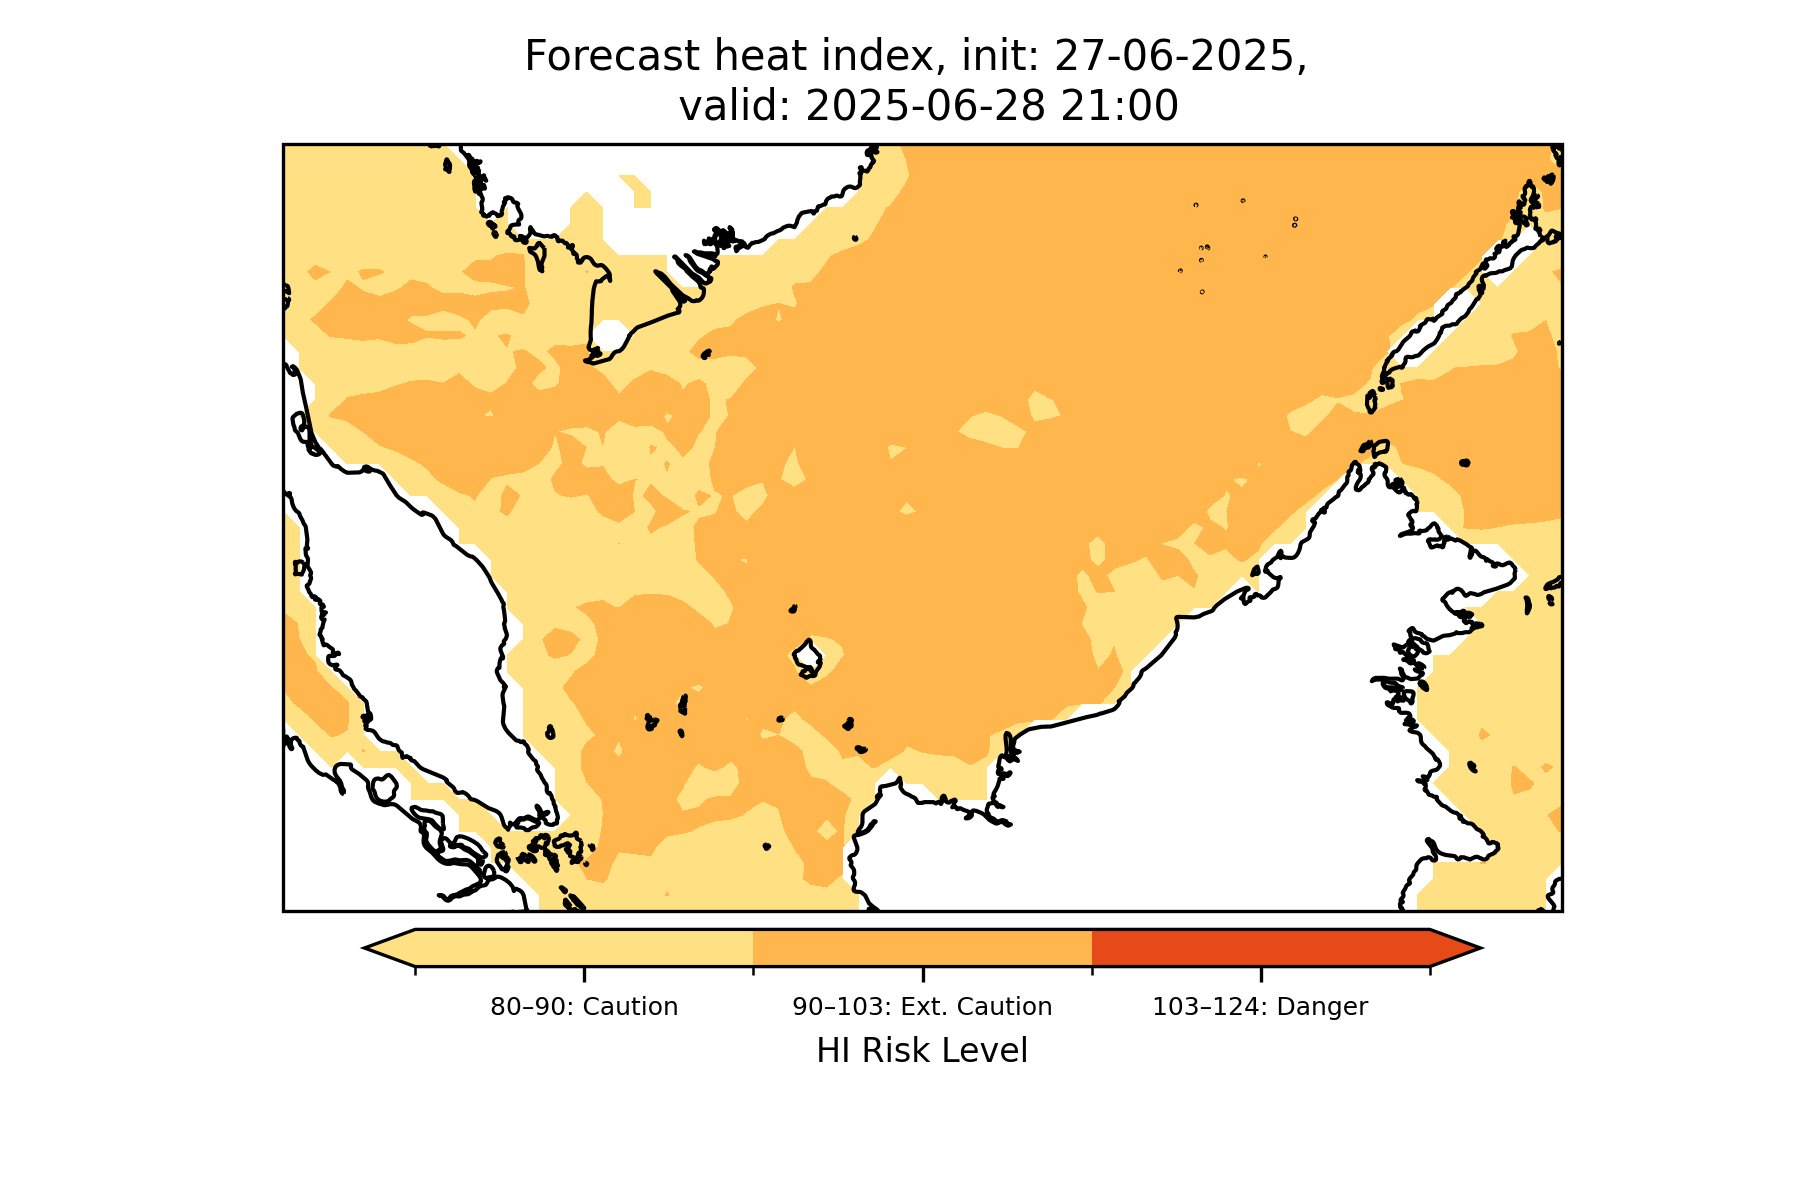 Forecast heat index, init: 27-06-2025,
valid: 2025-06-28 21:00
80–90: Caution
90–103: Ext. Caution
103–124: Danger
HI Risk Level